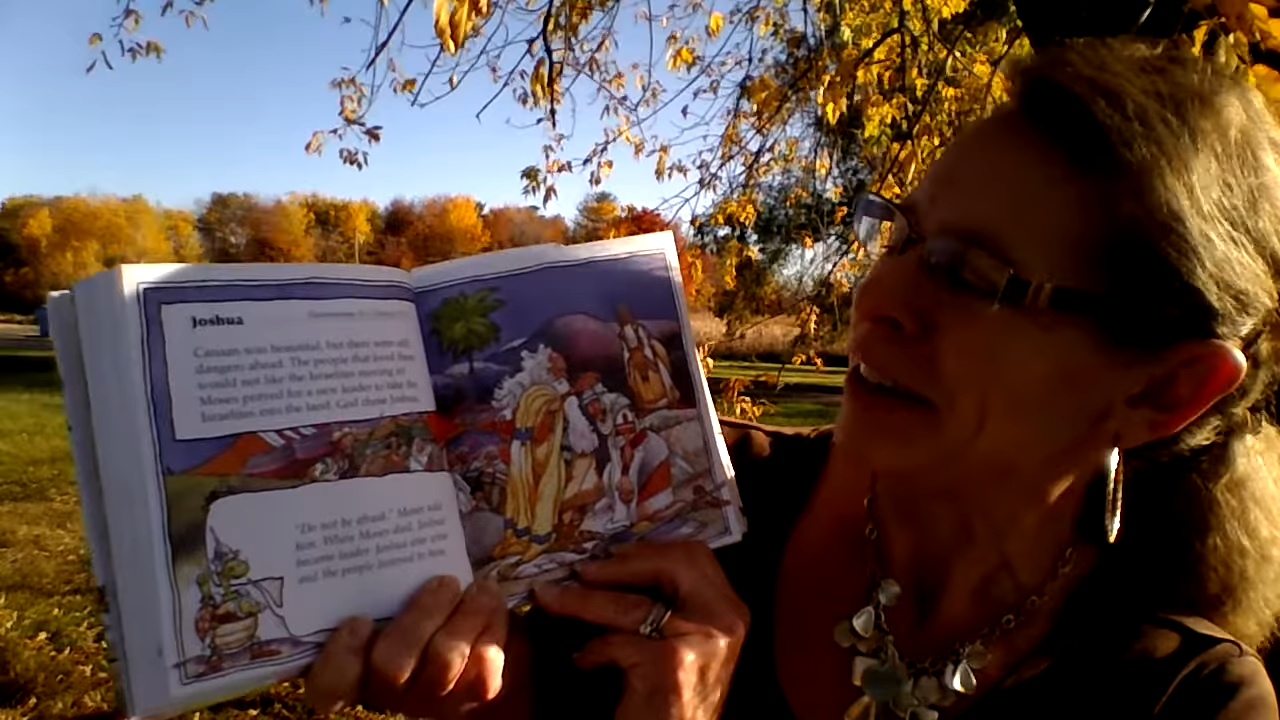 Joshua
Canaan was beautiful, but there were still
dangers ahead. The people that lived there
would not like the Israelites moving in.
Moses prayed for a new leader to take the
Israelites into the land. God chose Joshua.
"Do not be afraid," Moses told
him. When Moses died, Joshua
became leader. Joshua was wise
and the people listened to him.